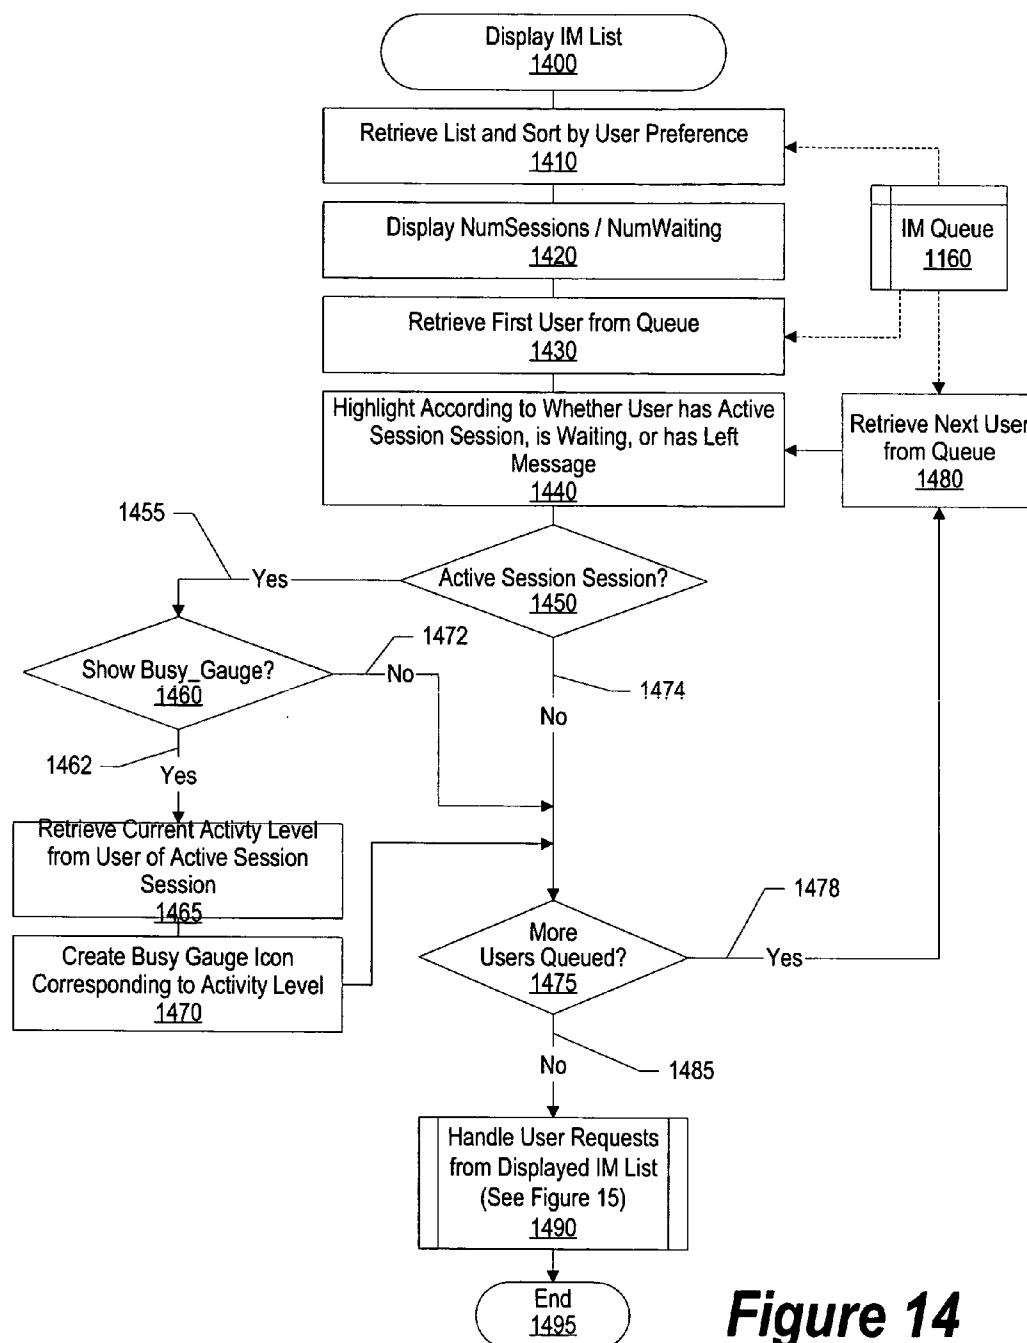 Display IM List
1400
Retrieve List and Sort by User Preference
1410
Display NumSessions / NumWaiting
1420
IM Queue
1160
Retrieve First User from Queue
1430
Highlight According to Whether User has Active
Session Session, is Waiting, or has Left
Message
1440
Retrieve Next User
from Queue
1480
1455
Yes
Active Session Session?
1450
1472
Show Busy_Gauge?
1460
No
1474
No
1462
Yes
Retrieve Current Activty Level
from User of Active Session
Session
1465
Create Busy Gauge Icon
Corresponding to Activity Level
1470
1478
More
Users Queued?
1475
Yes
1485
No
Handle User Requests
from Displayed IM List
(See Figure 15)
1490
End
1495
Figure 14